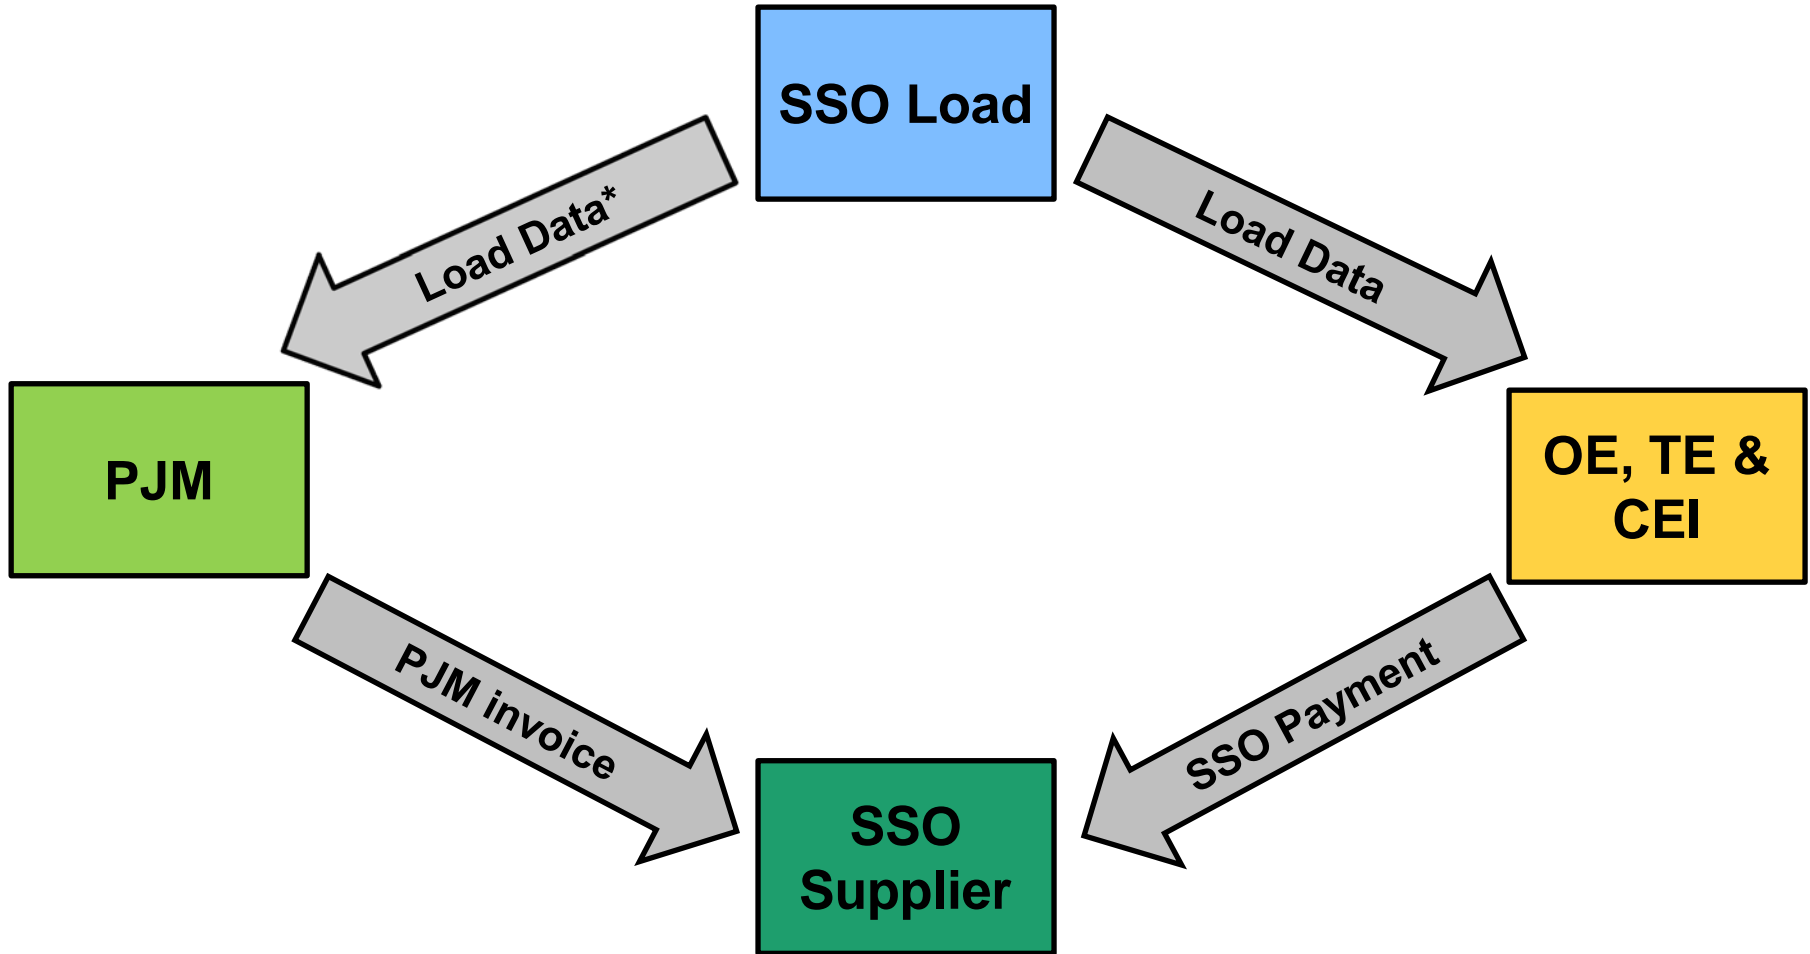 SSO Load
Load Data*
Load Data
PJM
OE, TE &
CEI
PJM invoice
SSO Payment
SSO
Supplier